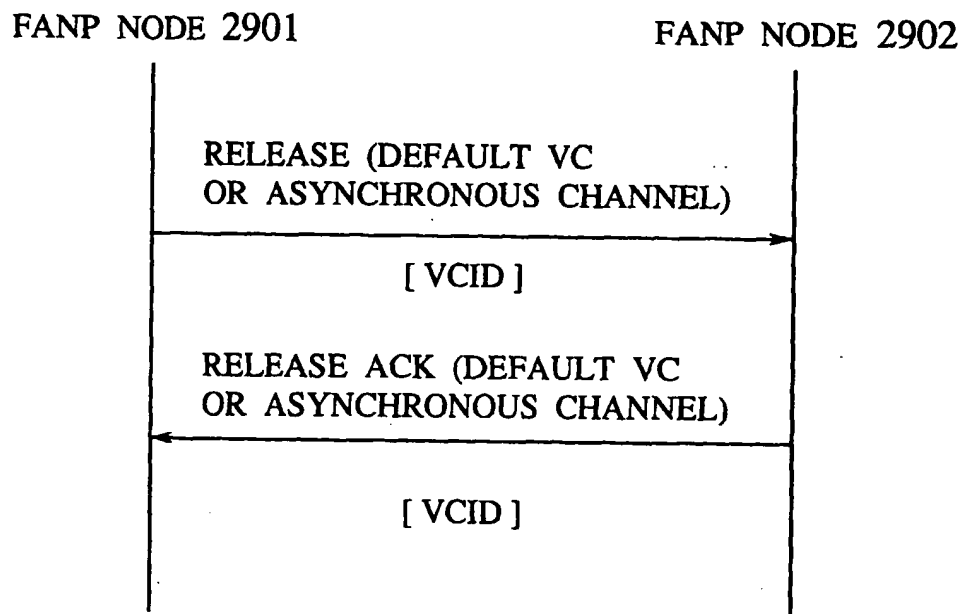 FANP NODE 2901
FANP NODE 2902
RELEASE (DEFAULT VC
OR ASYNCHRONOUS CHANNEL)
[ VCID ]
RELEASE ACK (DEFAULT VC
OR ASYNCHRONOUS CHANNEL)
[ VCID ]